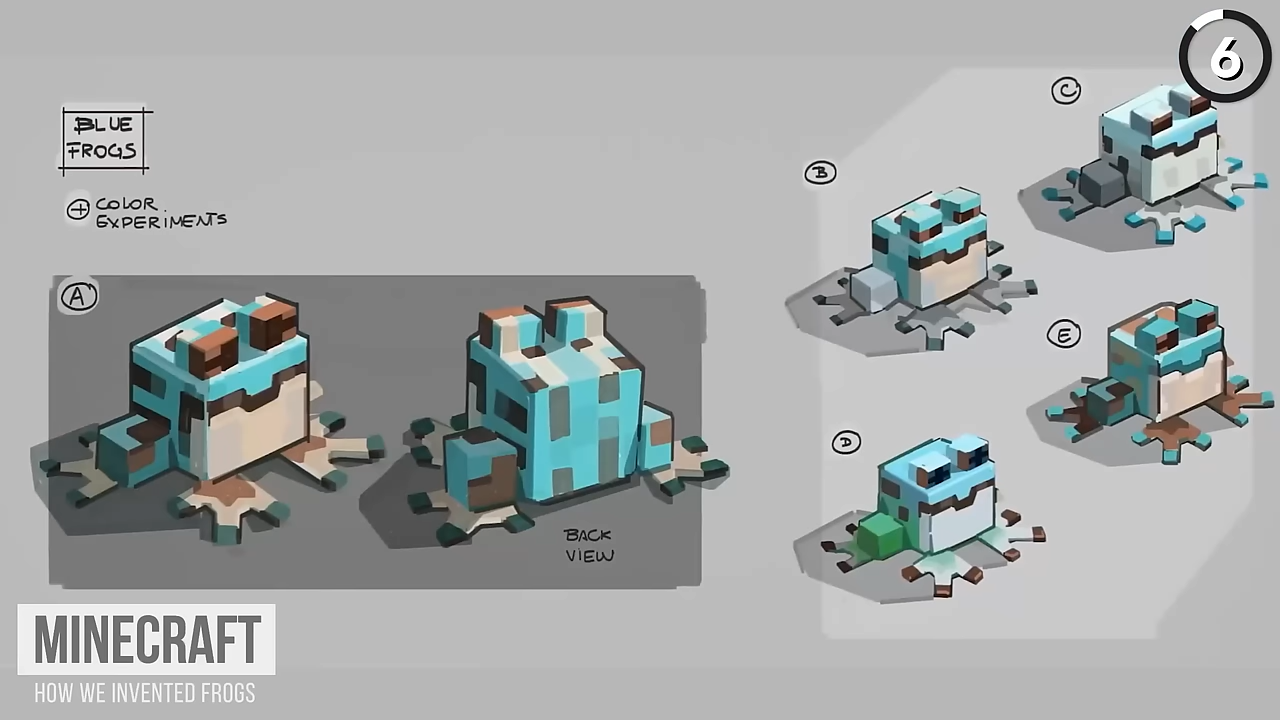 BLUE
FROGS
+ COLOR
EXPERIMENTS
A
BACK
VIEW
B
C
D
E
6
MINECRAFT
HOW WE INVENTED FROGS